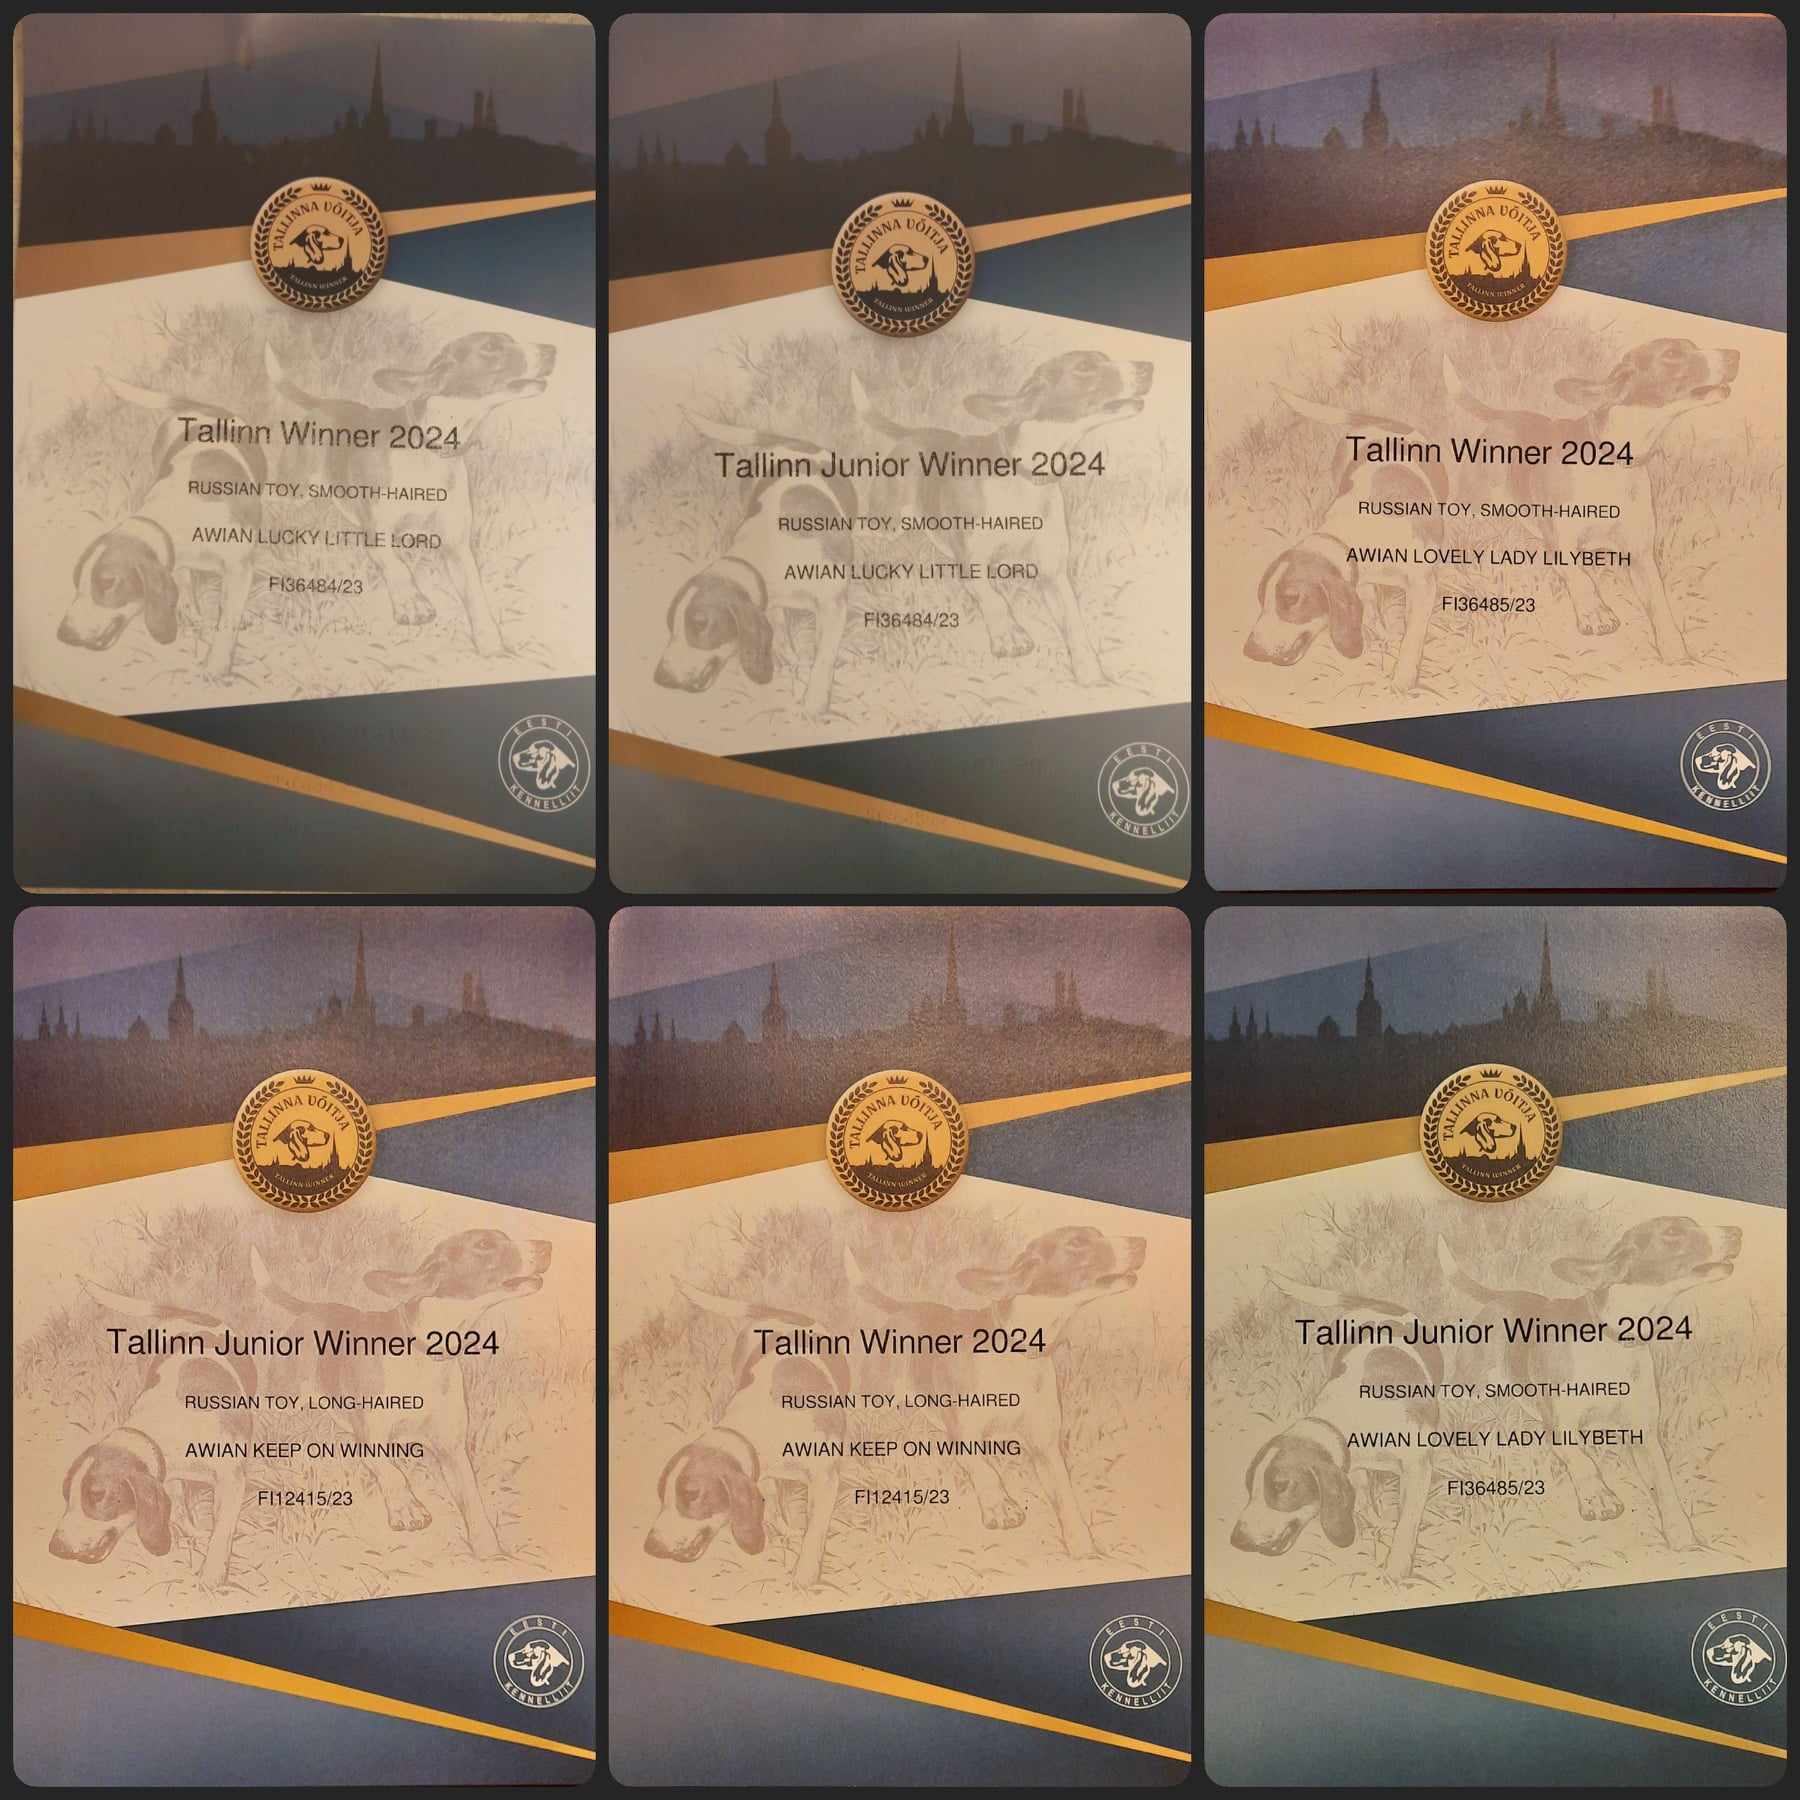 TALLINNA VÕITJA
TALLINN WINNER
Tallinn Winner 2024
RUSSIAN TOY, SMOOTH-HAIRED
AWIAN LUCKY LITTLE LORD
FI36484/23
EESTI
KENNELLIIT
TALLINNA VÕITJA
TALLINN WINNER
Tallinn Junior Winner 2024
RUSSIAN TOY, SMOOTH-HAIRED
AWIAN LUCKY LITTLE LORD
FI36484/23
EESTI
KENNELLIIT
TALLINNA VÕITJA
TALLINN WINNER
Tallinn Winner 2024
RUSSIAN TOY, SMOOTH-HAIRED
AWIAN LOVELY LADY LILYBETH
FI36485/23
EESTI
KENNELLIIT
TALLINNA VÕITJA
TALLINN WINNER
Tallinn Junior Winner 2024
RUSSIAN TOY, LONG-HAIRED
AWIAN KEEP ON WINNING
FI12415/23
EESTI
KENNELLIIT
TALLINNA VÕITJA
TALLINN WINNER
Tallinn Winner 2024
RUSSIAN TOY, LONG-HAIRED
AWIAN KEEP ON WINNING
FI12415/23
EESTI
KENNELLIIT
TALLINNA VÕITJA
TALLINN WINNER
Tallinn Junior Winner 2024
RUSSIAN TOY, SMOOTH-HAIRED
AWIAN LOVELY LADY LILYBETH
FI36485/23
EESTI
KENNELLIIT